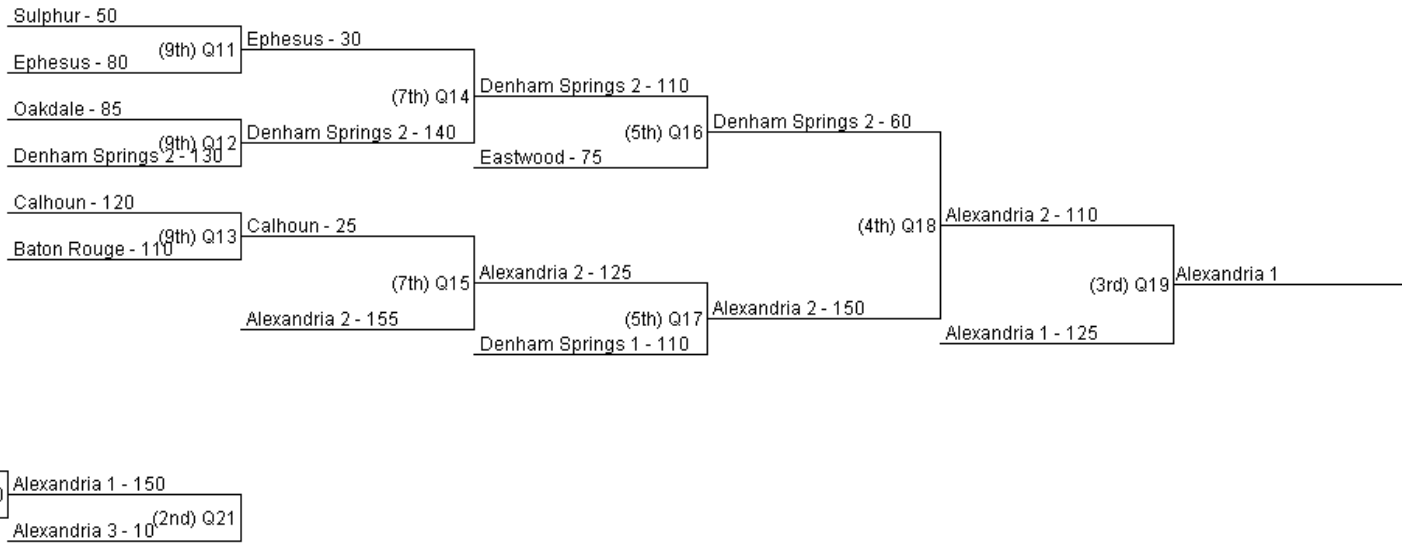 Sulphur - 50
(9th) Q11
Ephesus - 80
Ephesus - 30
(7th) Q14
Oakdale - 85
(9th) Q12
Denham Springs 2 - 130
Denham Springs 2 - 140
Denham Springs 2 - 110
(5th) Q16
Eastwood - 75
Denham Springs 2 - 60
Calhoun - 120
(9th) Q13
Baton Rouge - 110
Calhoun - 25
(7th) Q15
Alexandria 2 - 155
Alexandria 2 - 125
(5th) Q17
Denham Springs 1 - 110
Alexandria 2 - 150
(4th) Q18
Alexandria 2 - 110
(3rd) Q19
Alexandria 1 - 125
Alexandria 1
Alexandria 1 - 150
(2nd) Q21
Alexandria 3 - 10